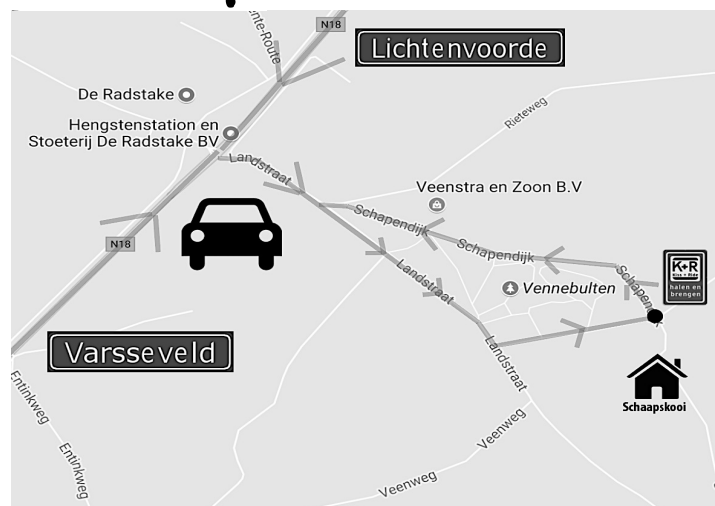 N18
Lichtenvoorde
De Radstake
Hengstenstation en
Stoeterij De Radstake BV
Rieteweg
Landstraat
Veenstra en Zoon B.V
Schapendijk
Schapendijk
N18
K+R
Kiss + Ride
halen en
brengen
Landstraat
Vennebulten
Varsseveld
Landstraat
Schaapskooi
Entinkweg
Veenweg
Entinkweg
Veenweg